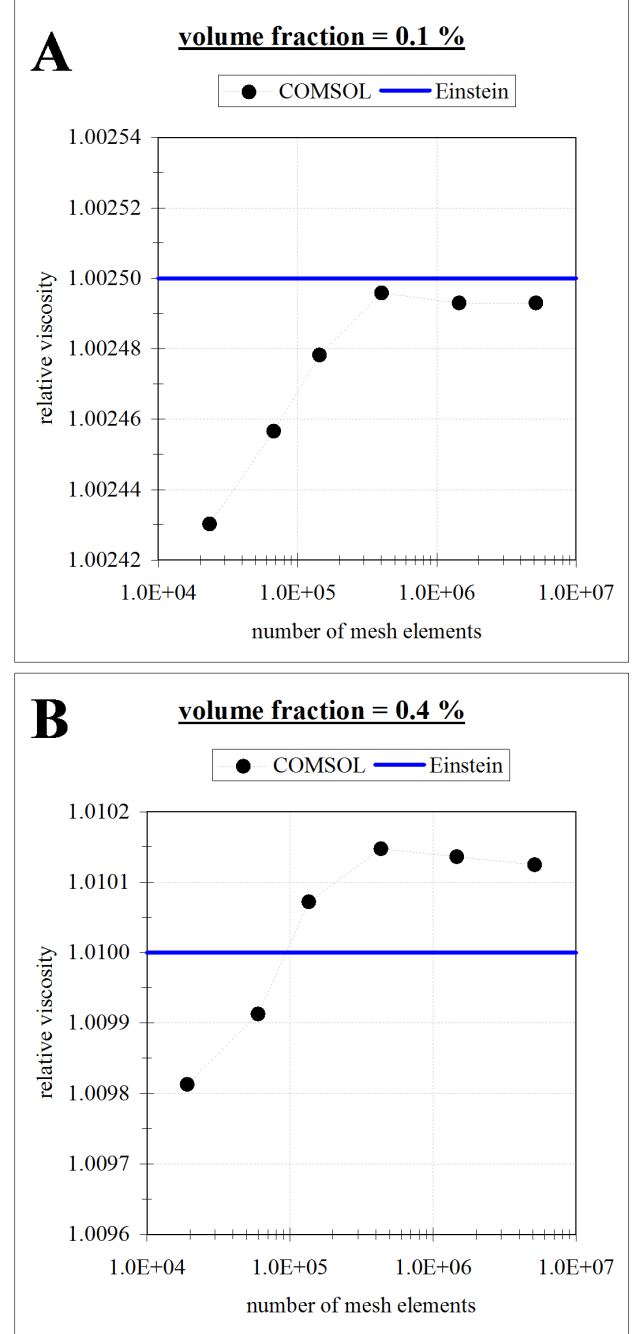 A
volume fraction = 0.1 %
COMSOL Einstein
1.00254
1.00252
1.00250
1.00248
1.00246
1.00244
1.00242
relative viscosity
1.0E+04 1.0E+05 1.0E+06 1.0E+07
number of mesh elements
B
volume fraction = 0.4 %
COMSOL Einstein
1.0102
1.0101
1.0100
1.0099
1.0098
1.0097
1.0096
relative viscosity
1.0E+04 1.0E+05 1.0E+06 1.0E+07
number of mesh elements